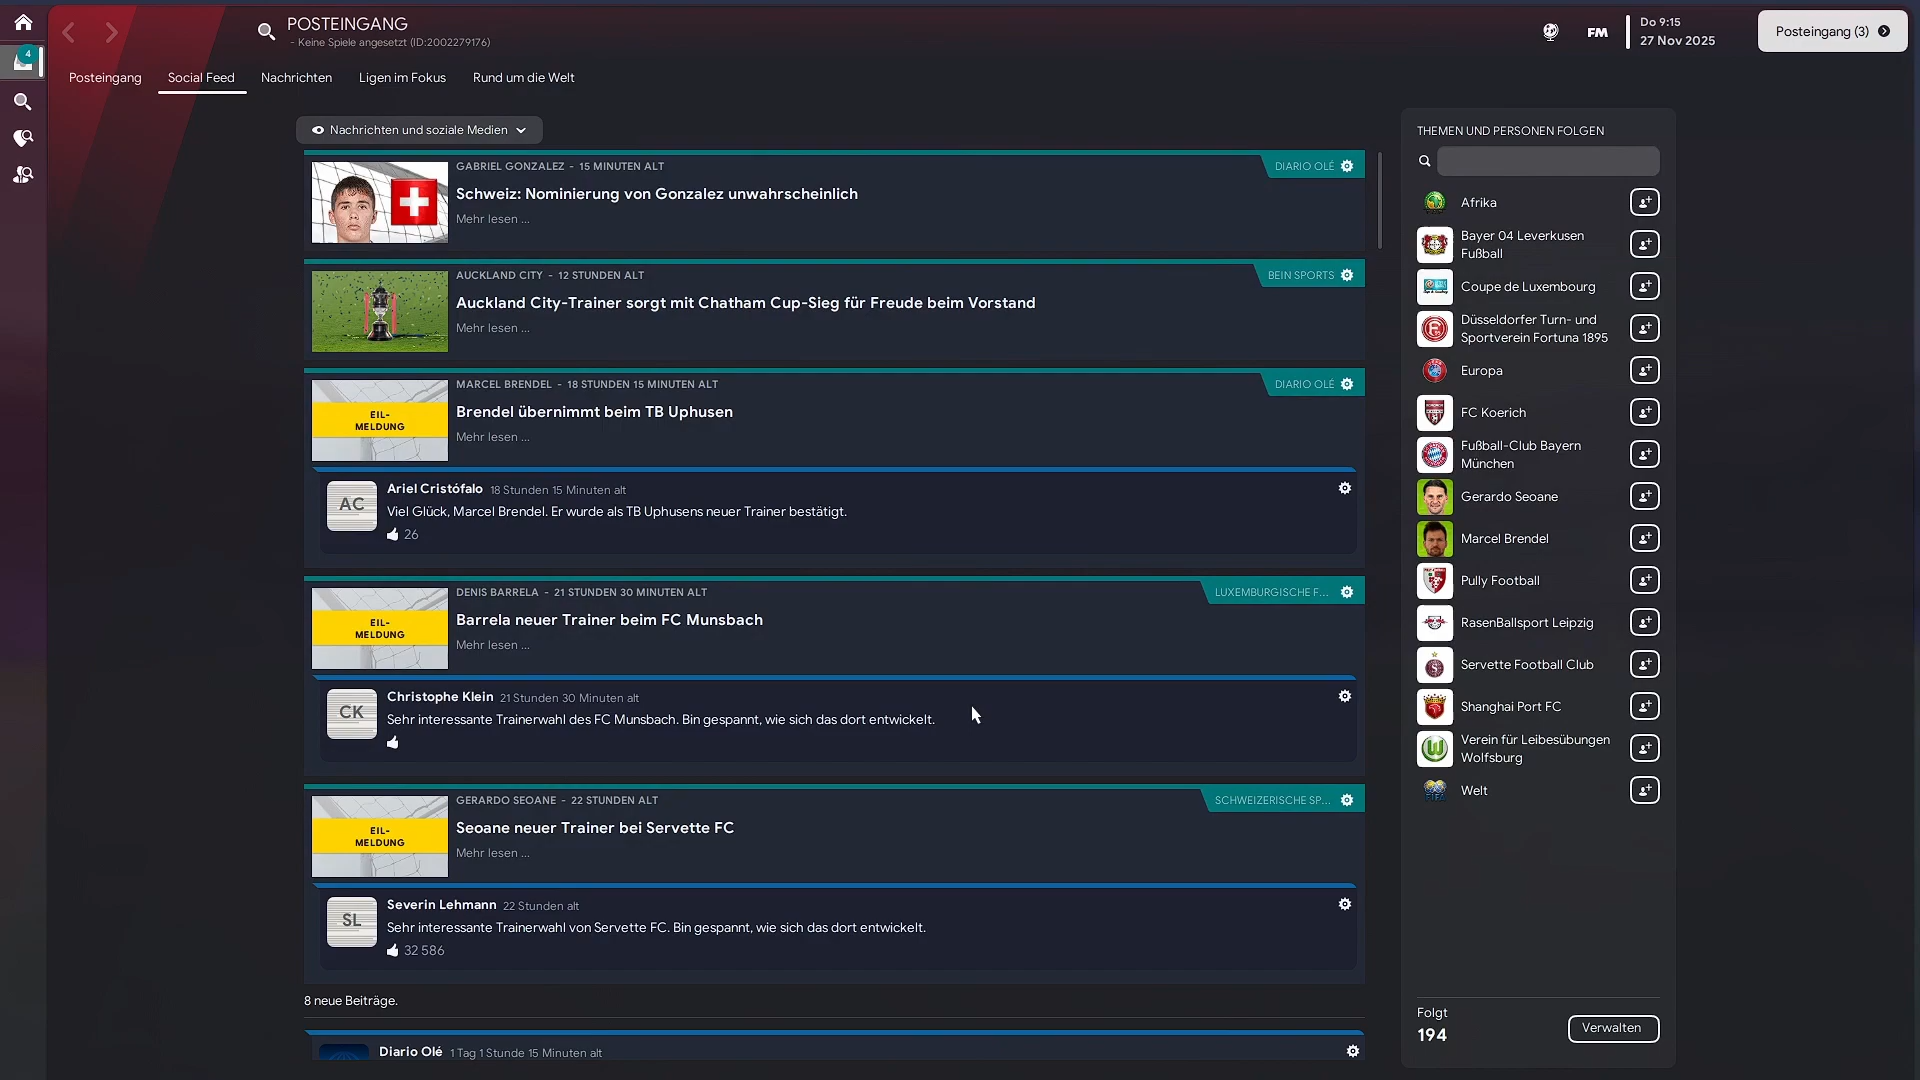 POSTEINGANG
- Keine Spiele angesetzt (ID:2002279176)
4
FM
Do 9:15
27 Nov 2025
Posteingang (3)
Posteingang
Social Feed
Nachrichten
Ligen im Fokus
Rund um die Welt
Nachrichten und soziale Medien
GABRIEL GONZALEZ - 15 MINUTEN ALT
DIARIO OLÉ
Schweiz: Nominierung von Gonzalez unwahrscheinlich
Mehr lesen ...
AUCKLAND CITY - 12 STUNDEN ALT
BEIN SPORTS
Auckland City-Trainer sorgt mit Chatham Cup-Sieg für Freude beim Vorstand
Mehr lesen ...
MARCEL BRENDEL - 18 STUNDEN 15 MINUTEN ALT
DIARIO OLÉ
EIL-
MELDUNG
Brendel übernimmt beim TB Uphusen
Mehr lesen ...
AC
Ariel Cristófalo 18 Stunden 15 Minuten alt
Viel Glück, Marcel Brendel. Er wurde als TB Uphusens neuer Trainer bestätigt.
26
DENIS BARRELA - 21 STUNDEN 30 MINUTEN ALT
LUXEMBURGISCHE F...
EIL-
MELDUNG
Barrela neuer Trainer beim FC Munsbach
Mehr lesen ...
CK
Christophe Klein 21 Stunden 30 Minuten alt
Sehr interessante Trainerwahl des FC Munsbach. Bin gespannt, wie sich das dort entwickelt.
GERARDO SEOANE - 22 STUNDEN ALT
SCHWEIZERISCHE SP...
EIL-
MELDUNG
Seoane neuer Trainer bei Servette FC
Mehr lesen ...
SL
Severin Lehmann 22 Stunden alt
Sehr interessante Trainerwahl von Servette FC. Bin gespannt, wie sich das dort entwickelt.
32 586
8 neue Beiträge.
Diario Olé 1 Tag 1 Stunde 15 Minuten alt
THEMEN UND PERSONEN FOLGEN
Afrika
Bayer 04 Leverkusen
Fußball
Coupe de Luxembourg
Düsseldorfer Turn- und
Sportverein Fortuna 1895
Europa
FC Koerich
Fußball-Club Bayern
München
Gerardo Seoane
Marcel Brendel
Pully Football
RasenBallsport Leipzig
Servette Football Club
Shanghai Port FC
Verein für Leibesübungen
Wolfsburg
Welt
Folgt
194
Verwalten